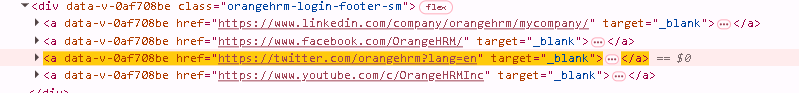 ▼<div data-v-0af708be class="orangehrm-login-footer-sm"> flex
▶<a data-v-0af708be href="https://www.linkedin.com/company/orangehrm/mycompany/" target="_blank">…</a>
▶<a data-v-0af708be href="https://www.facebook.com/OrangeHRM/" target="_blank">…</a>
▶<a data-v-0af708be href="https://twitter.com/orangehrm?lang=en" target="_blank">…</a> == $0
▶<a data-v-0af708be href="https://www.youtube.com/c/OrangeHRMInc" target="_blank">…</a>
</div>